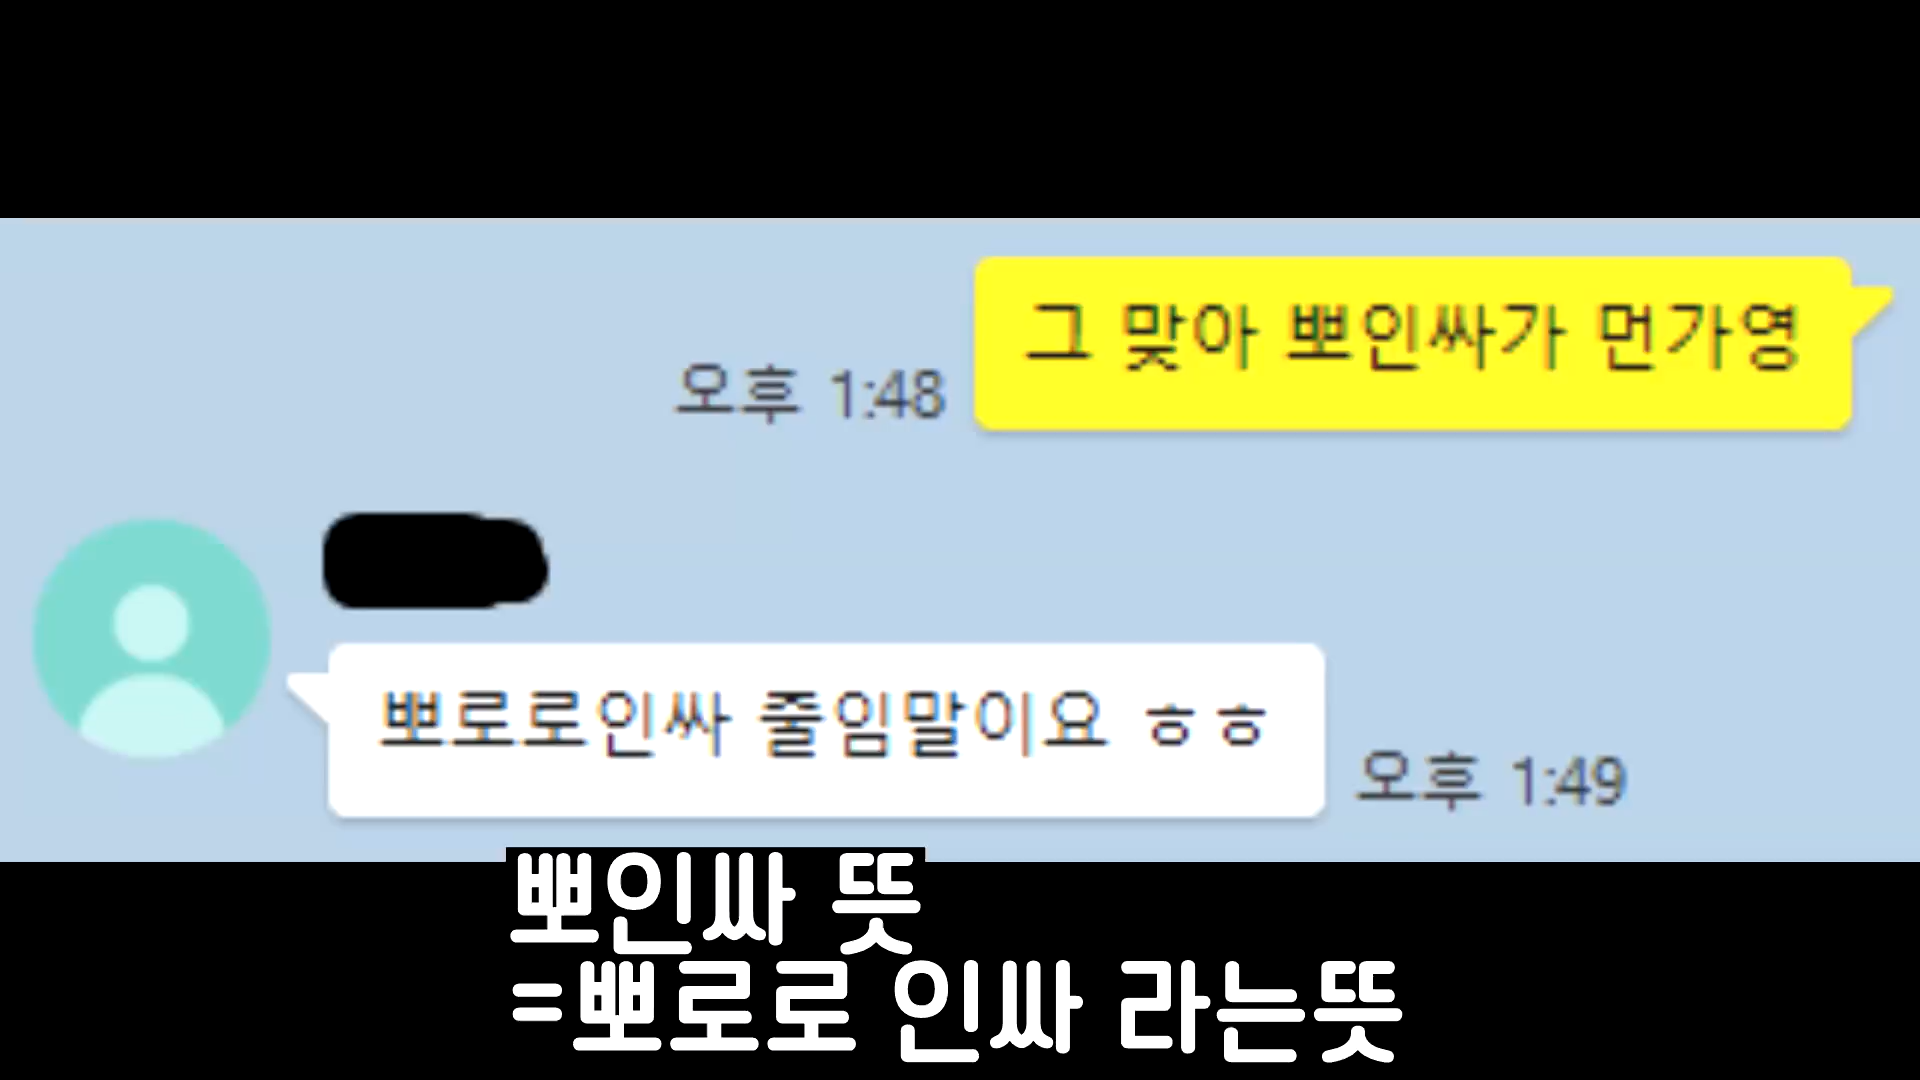 그 맞아 뽀인싸가 먼가영
오후 1:48
뽀로로인싸 줄임말이요 ㅎㅎ
오후 1:49
뽀인싸 뜻
=뽀로로 인싸 라는뜻